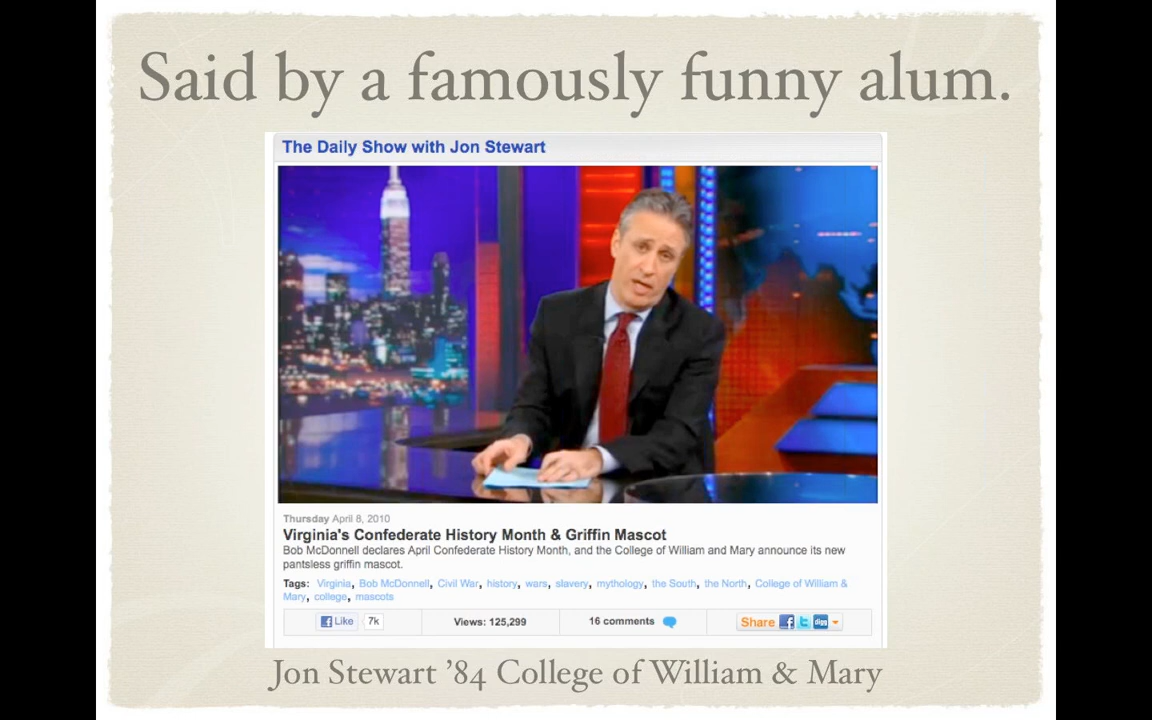 Said by a famously funny alum.
The Daily Show with Jon Stewart
Thursday April 8, 2010
Virginia's Confederate History Month & Griffin Mascot
Bob McDonnell declares April Confederate History Month, and the College of William and Mary announce its new
pantsless griffin mascot.
Tags: Virginia, Bob McDonnell, Civil War, history, wars, slavery, mythology, the South, the North, College of William &
Mary, college, mascots
Like 7k Views: 125,299 16 comments Share digg
Jon Stewart ’84 College of William & Mary